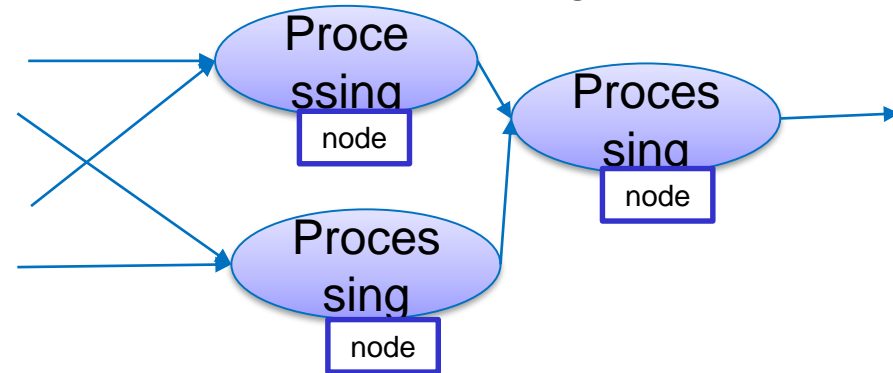 Proce
ssing
node
Proces
sing
node
Proces
sing
node